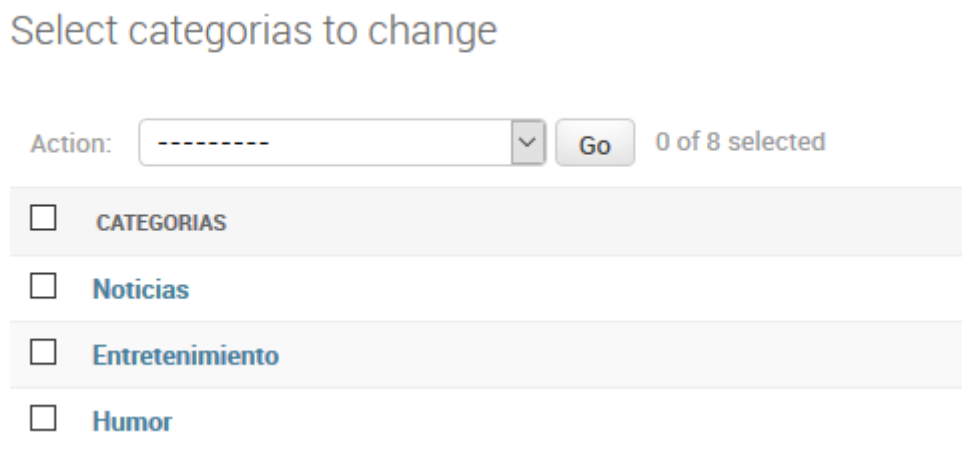 Select categorias to change
Action: --------- Go 0 of 8 selected
CATEGORIAS
Noticias
Entretenimiento
Humor